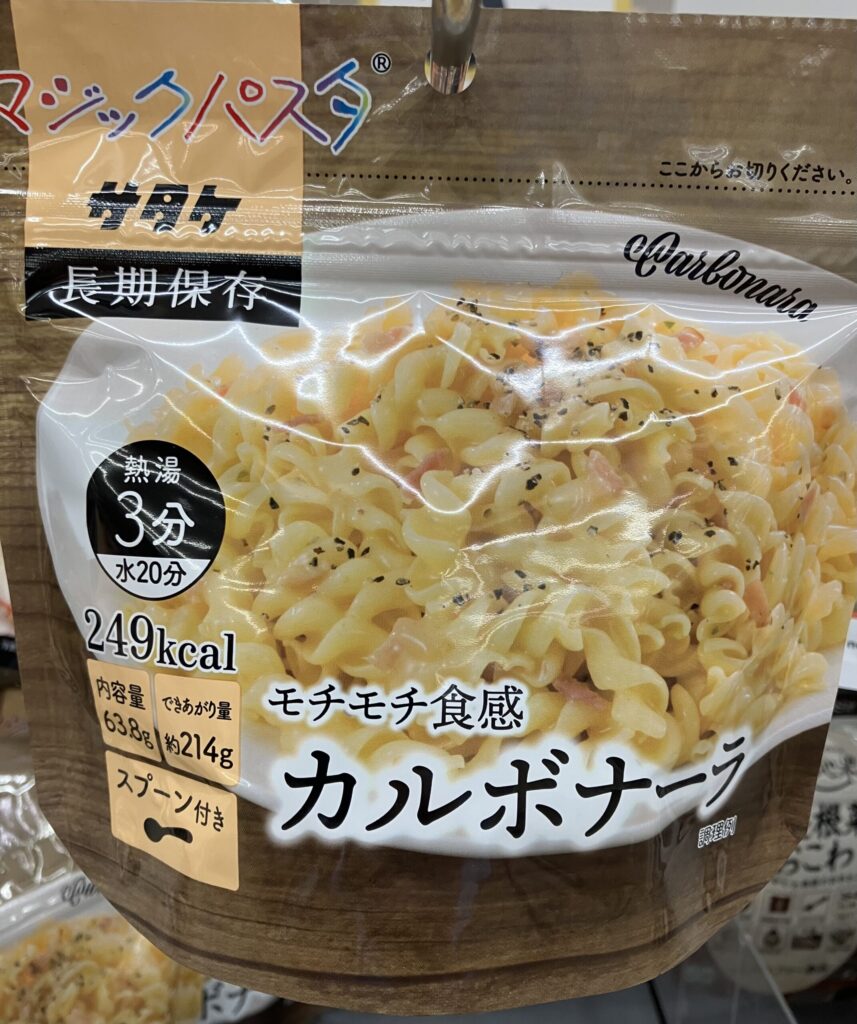 マジックパスタ®
ここからお切りください。
サタケ
長期保存
Carbonara
熱湯
3分
水20分
249kcal
内容量
63.8g
できあがり量
約214g
スプーン付き
モチモチ食感
カルボナーラ
調理例